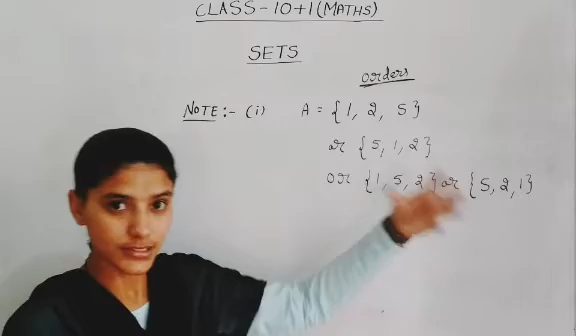 CLASS-10+1(MATHS)
SETS
orders
NOTE:- (i) A = {1, 2, 5}
or {5, 1, 2}
or {1, 5, 2} or {5, 2, 1}